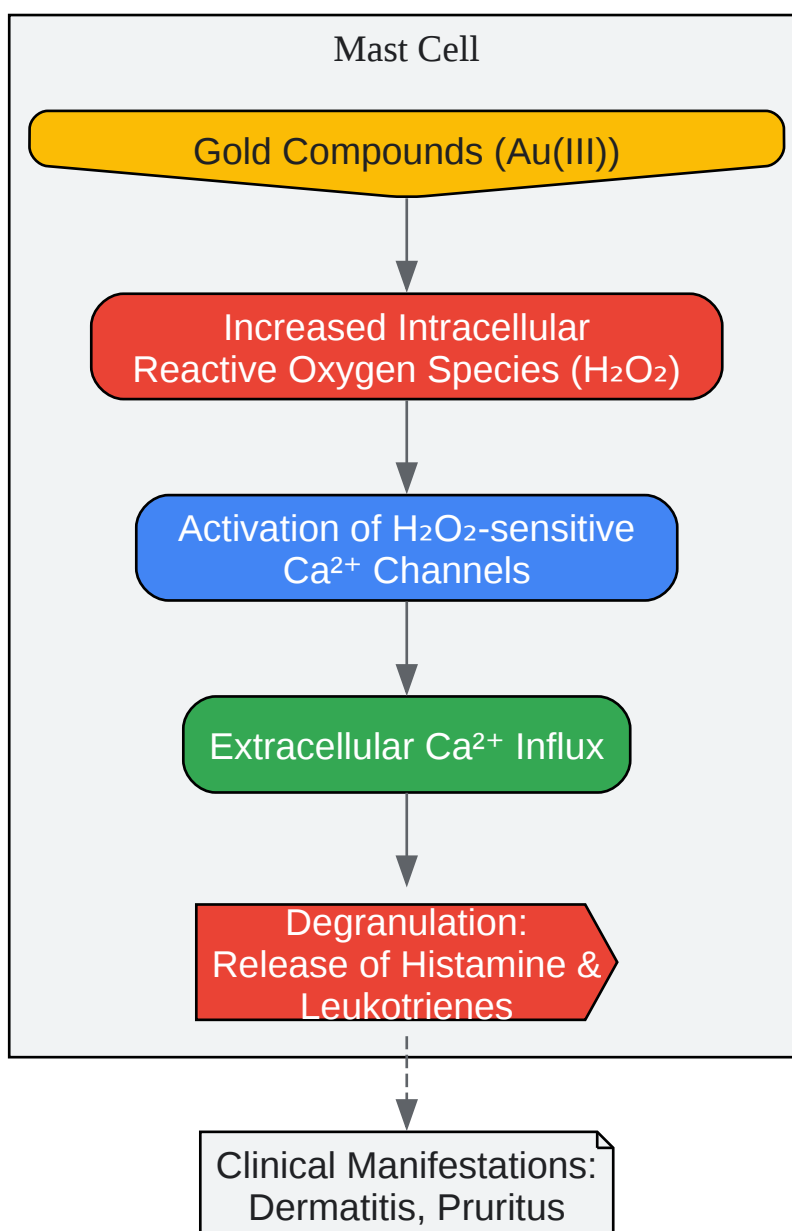 Mast Cell
Gold Compounds (Au(III))
Increased Intracellular
Reactive Oxygen Species (H₂O₂)
Activation of H₂O₂-sensitive
Ca²⁺ Channels
Extracellular Ca²⁺ Influx
Degranulation:
Release of Histamine &
Leukotrienes
Clinical Manifestations:
Dermatitis, Pruritus